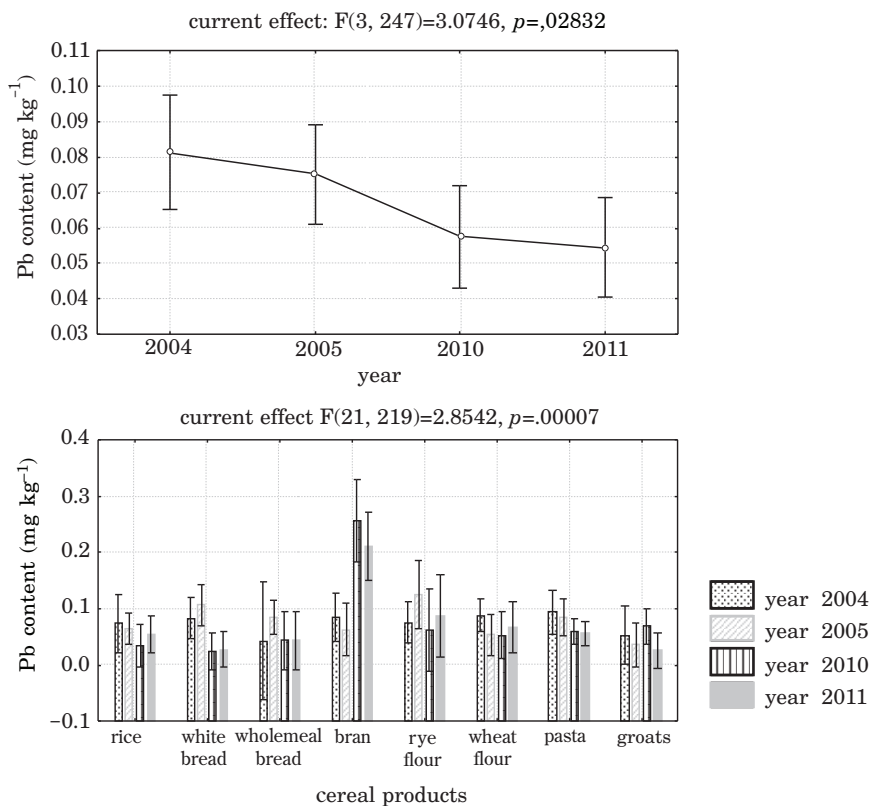 current effect: F(3, 247)=3.0746, p=,02832
Pb content (mg kg⁻¹)
0.11
0.10
0.09
0.08
0.07
0.06
0.05
0.04
0.03
2004 2005 2010 2011
year
current effect F(21, 219)=2.8542, p=.00007
Pb content (mg kg⁻¹)
0.4
0.3
0.2
0.1
0.0
–0.1
rice white bread wholemeal bread bran rye flour wheat flour pasta groats
cereal products
year 2004
year 2005
year 2010
year 2011